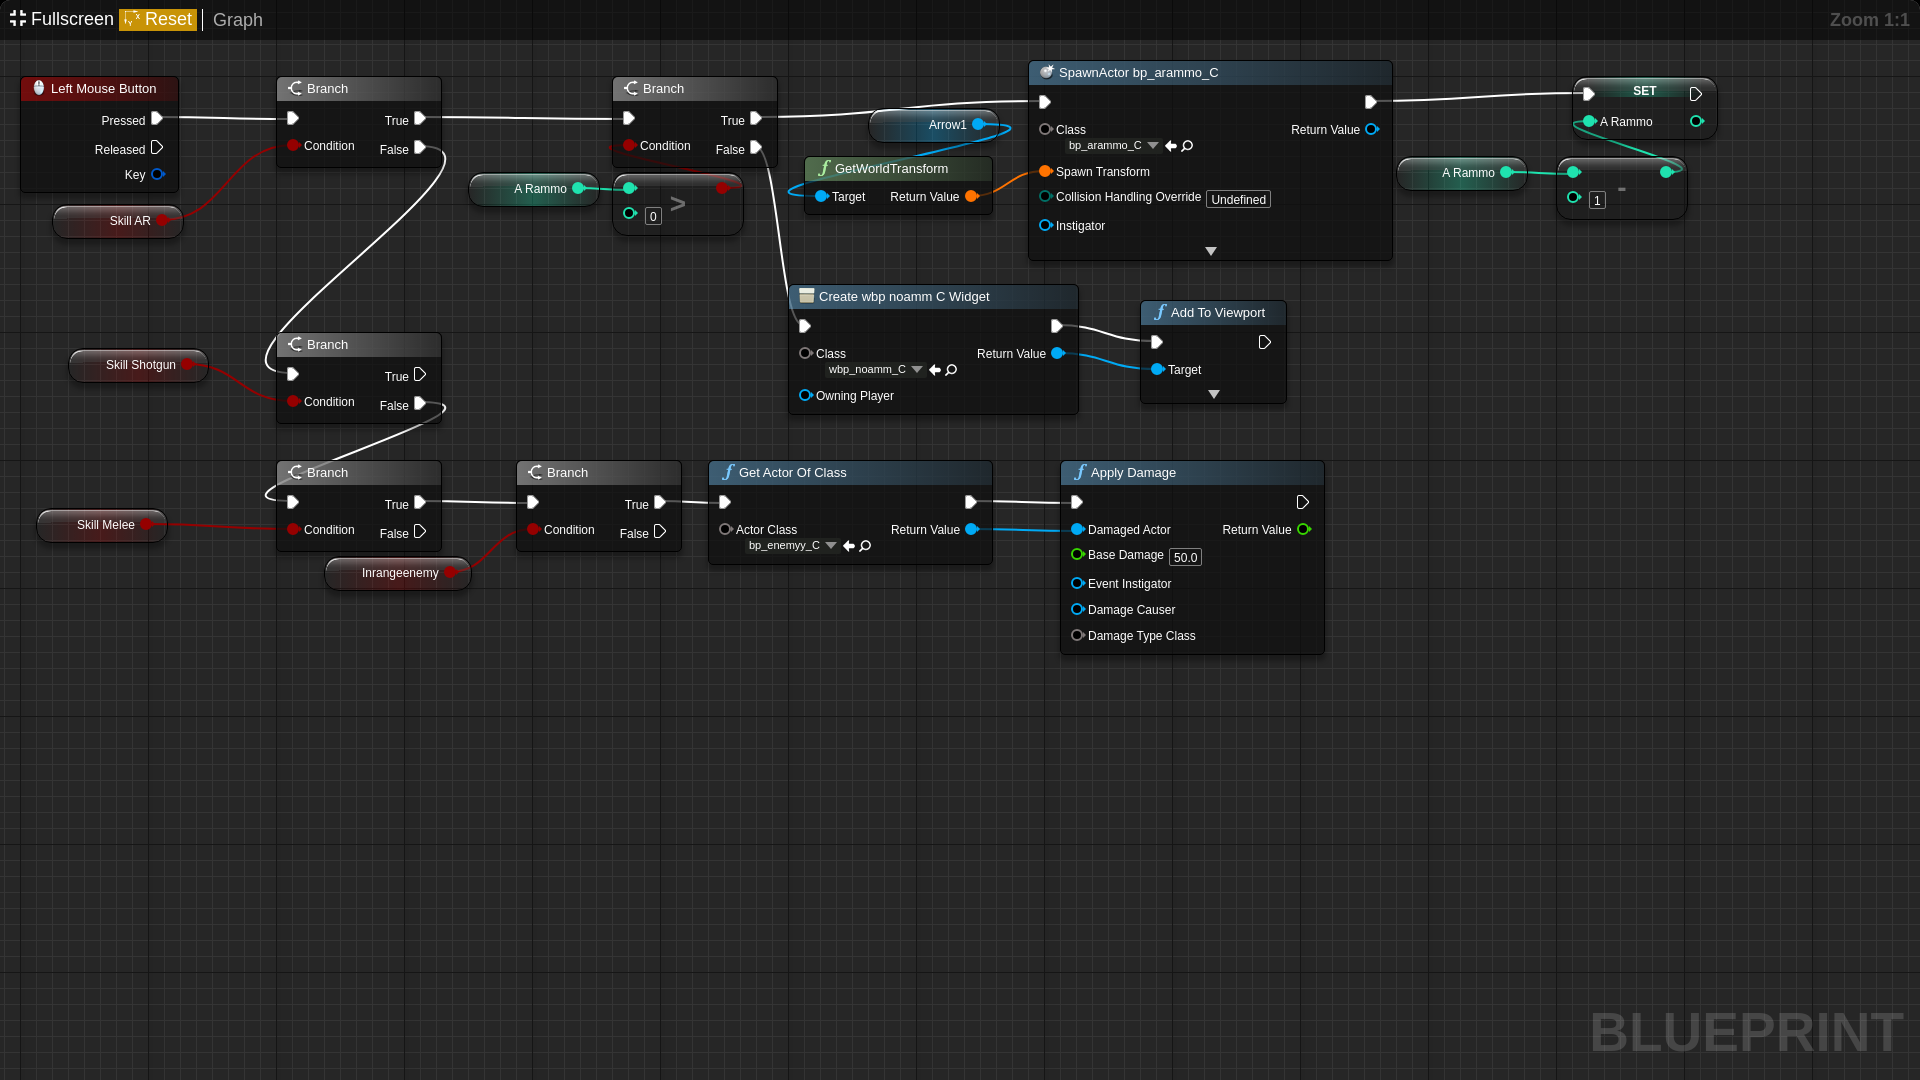 Fullscreen Reset Graph
Zoom 1:1
Left Mouse Button
Pressed
Released
Key
Skill AR
Branch
True
Condition
False
Branch
True
Condition
False
A Rammo
0
>
Arrow1
GetWorldTransform
Target
Return Value
SpawnActor bp_arammo_C
Class
bp_arammo_C
Return Value
Spawn Transform
Collision Handling Override Undefined
Instigator
SET
A Rammo
A Rammo
1
-
Create wbp noamm C Widget
Class
wbp_noamm_C
Return Value
Owning Player
Add To Viewport
Target
Skill Shotgun
Branch
True
Condition
False
Skill Melee
Branch
True
Condition
False
Inrangeenemy
Branch
True
Condition
False
Get Actor Of Class
Actor Class
bp_enemyy_C
Return Value
Apply Damage
Damaged Actor
Return Value
Base Damage 50.0
Event Instigator
Damage Causer
Damage Type Class
BLUEPRINT